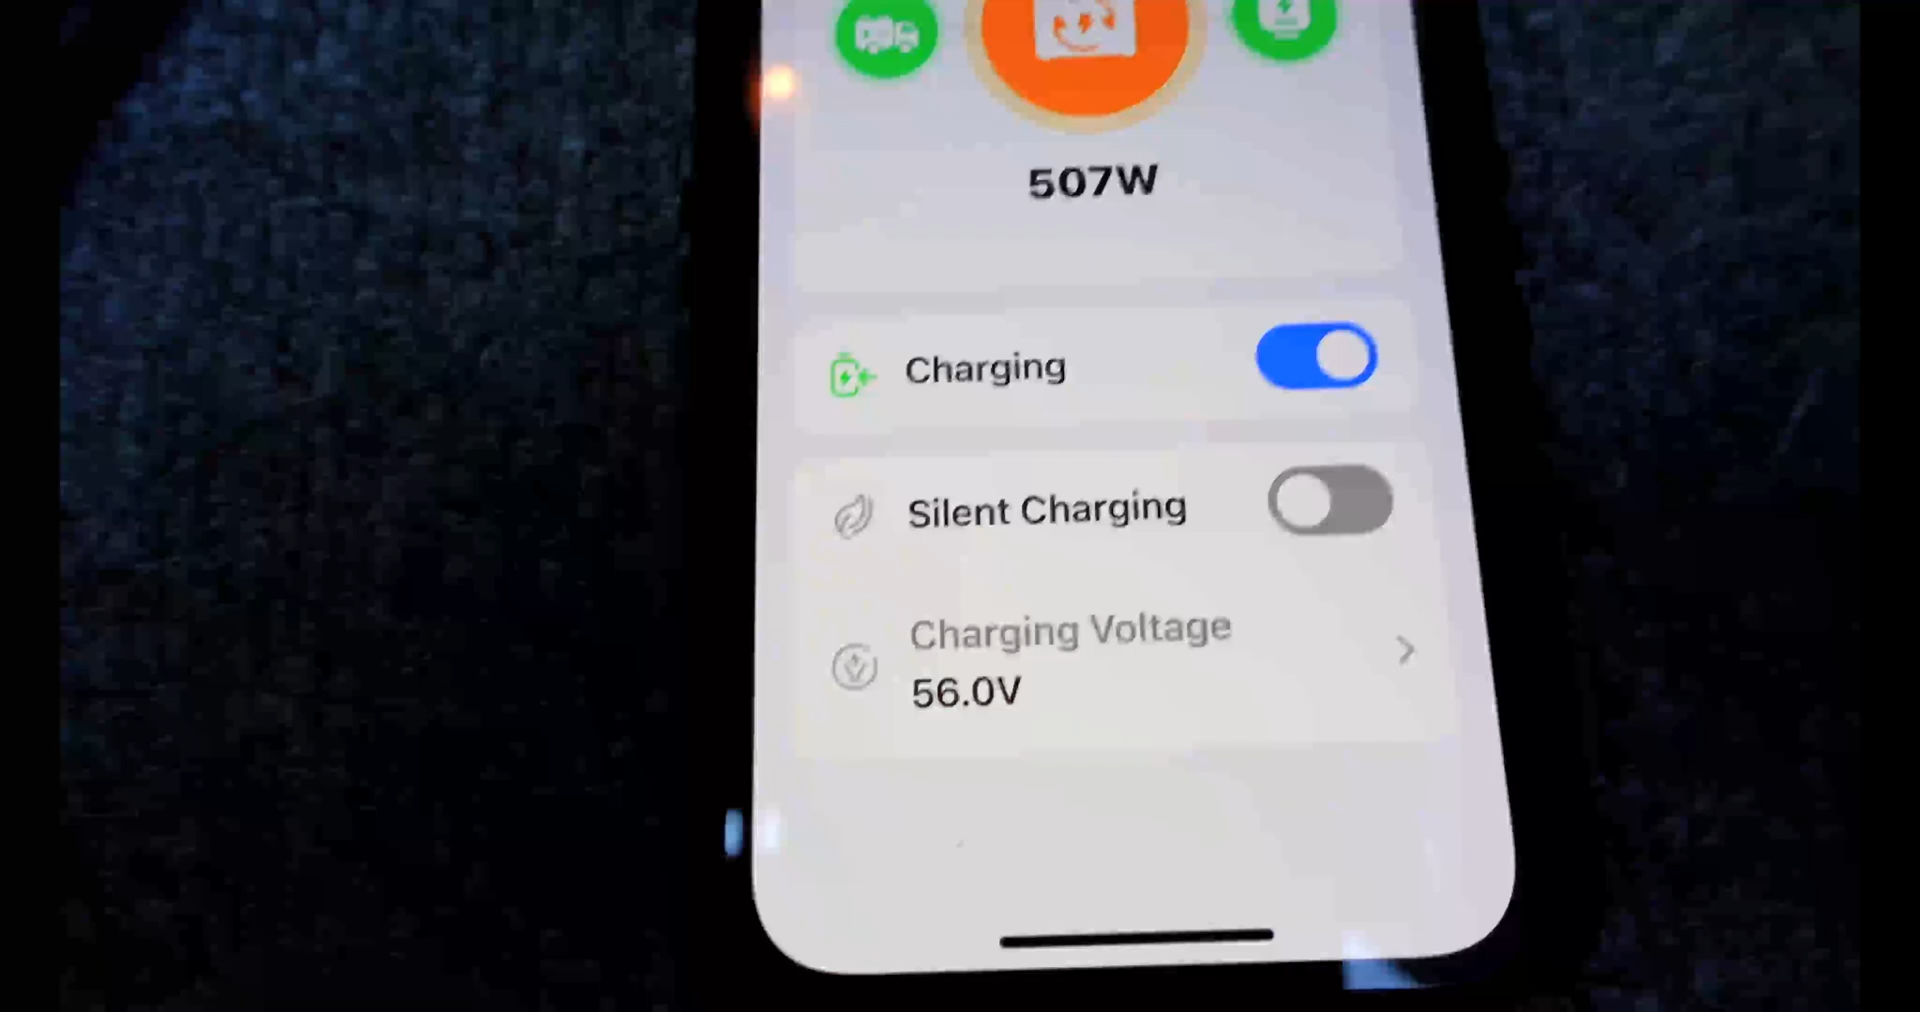 507W
Charging
Silent Charging
Charging Voltage
56.0V